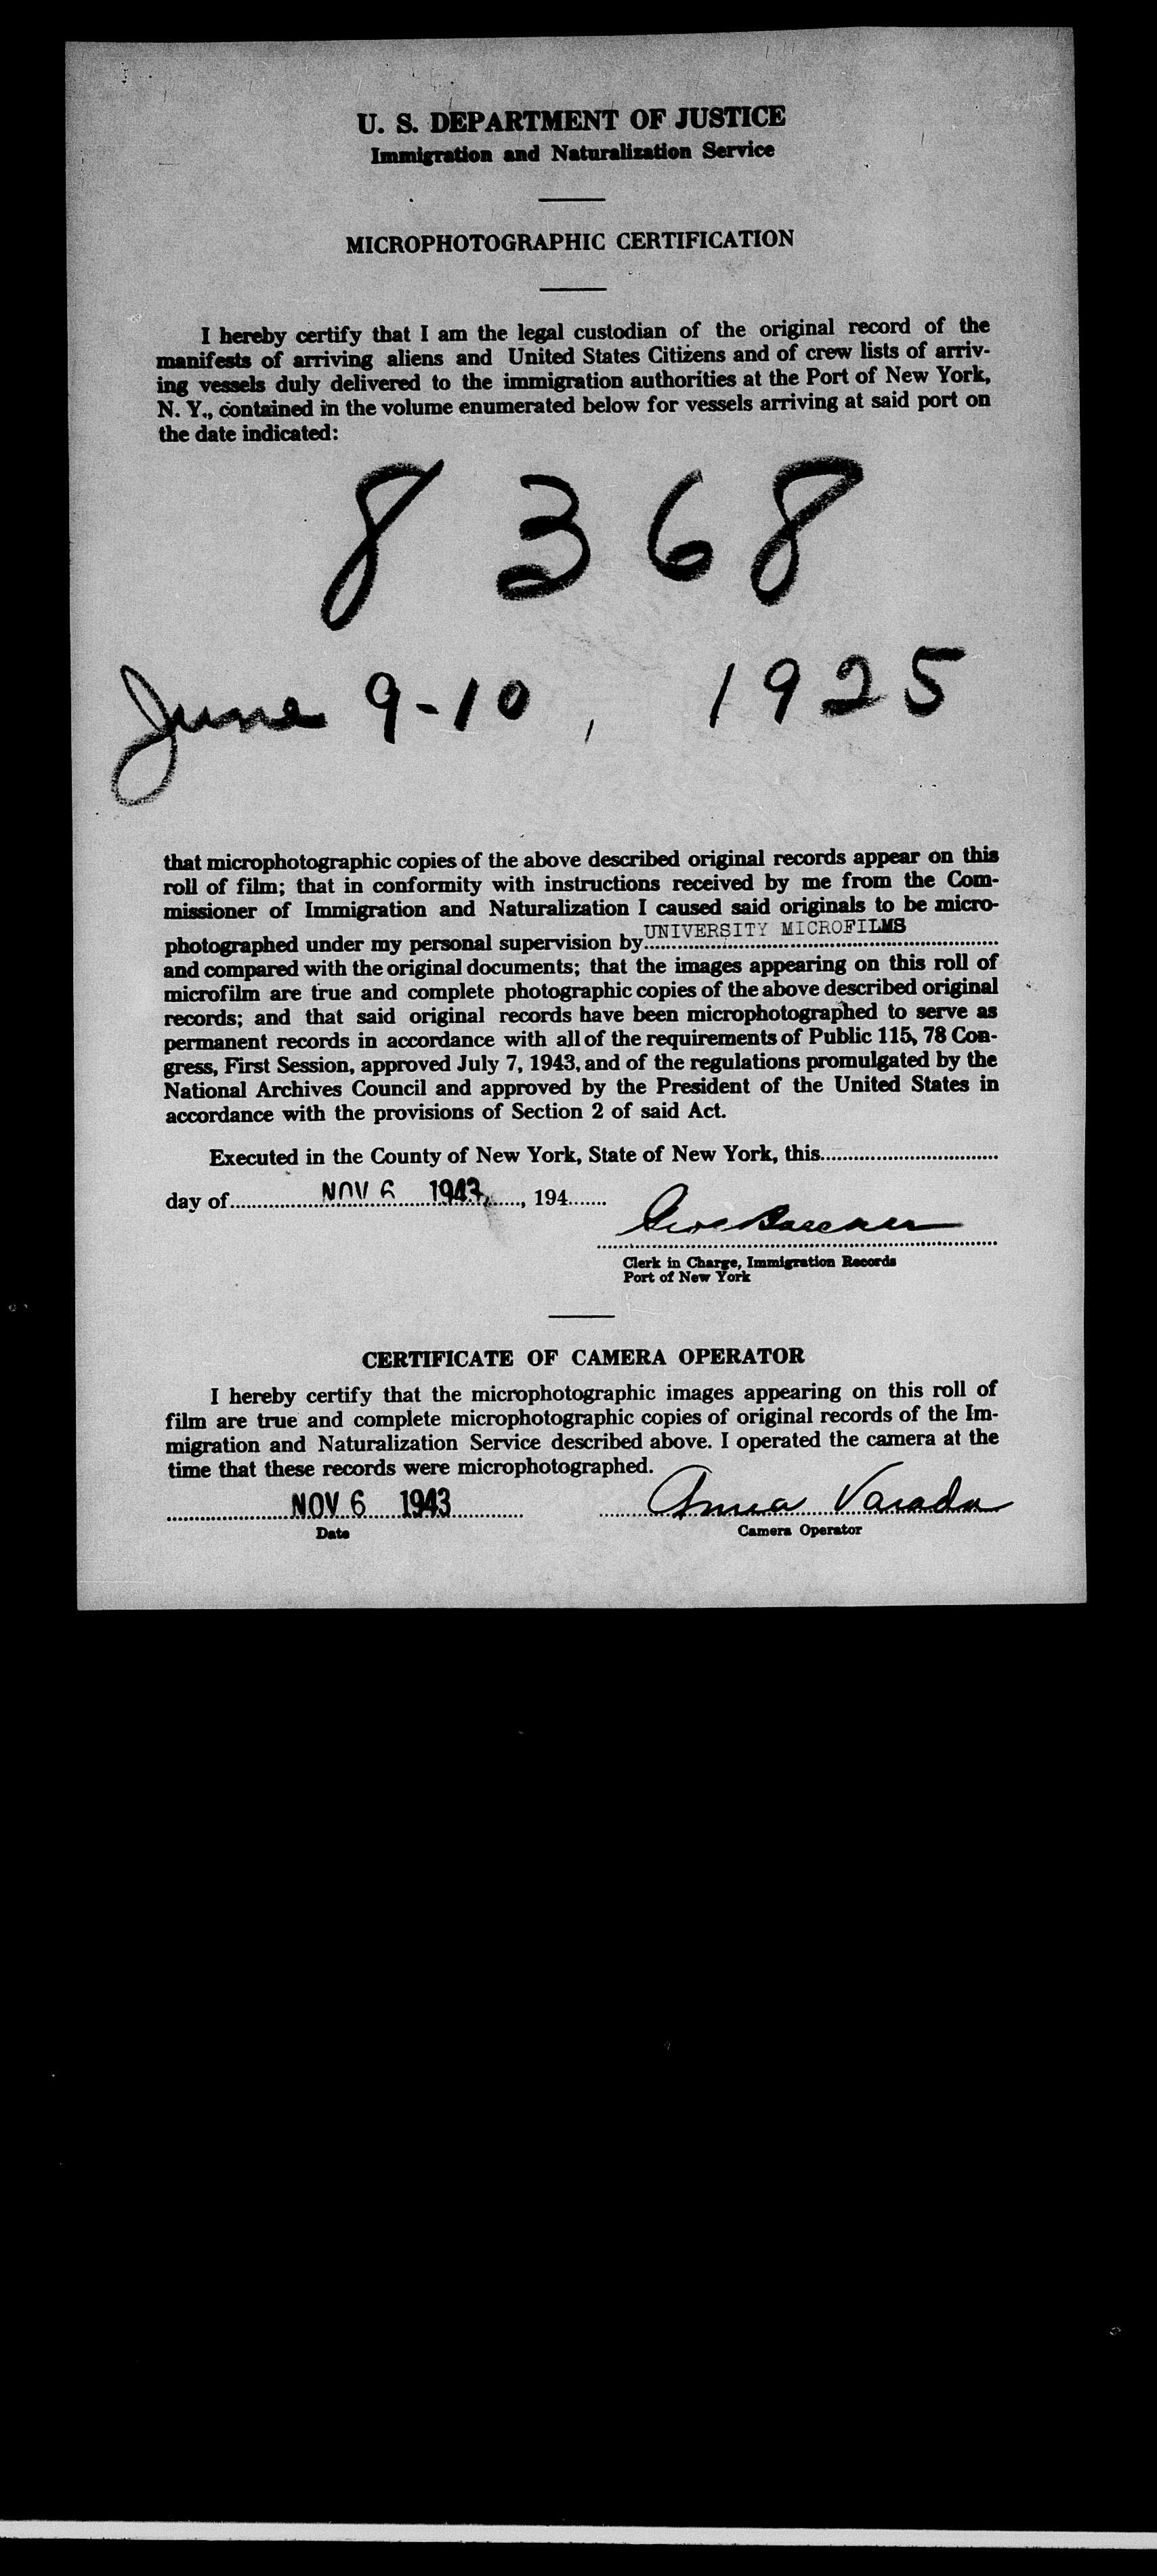 U. S. DEPARTMENT OF JUSTICE
Immigration and Naturalization Service
MICROPHOTOGRAPHIC CERTIFICATION
I hereby certify that I am the legal custodian of the original record of the
manifests of arriving aliens and United States Citizens and of crew lists of arriv-
ing vessels duly delivered to the immigration authorities at the Port of New York,
N. Y., contained in the volume enumerated below for vessels arriving at said port on
the date indicated:
8368
June 9-10, 1925
that microphotographic copies of the above described original records appear on this
roll of film; that in conformity with instructions received by me from the Com-
missioner of Immigration and Naturalization I caused said originals to be micro-
photographed under my personal supervision by UNIVERSITY MICROFILMS
and compared with the original documents; that the images appearing on this roll of
microfilm are true and complete photographic copies of the above described original
records; and that said original records have been microphotographed to serve as
permanent records in accordance with all of the requirements of Public 115, 78 Con-
gress, First Session, approved July 7, 1943, and of the regulations promulgated by the
National Archives Council and approved by the President of the United States in
accordance with the provisions of Section 2 of said Act.
Executed in the County of New York, State of New York, this
day of NOV 6 1943, 194
Clerk in Charge, Immigration Records
Port of New York
CERTIFICATE OF CAMERA OPERATOR
I hereby certify that the microphotographic images appearing on this roll of
film are true and complete microphotographic copies of original records of the Im-
migration and Naturalization Service described above. I operated the camera at the
time that these records were microphotographed.
NOV 6 1943 Anna Varada
Date Camera Operator